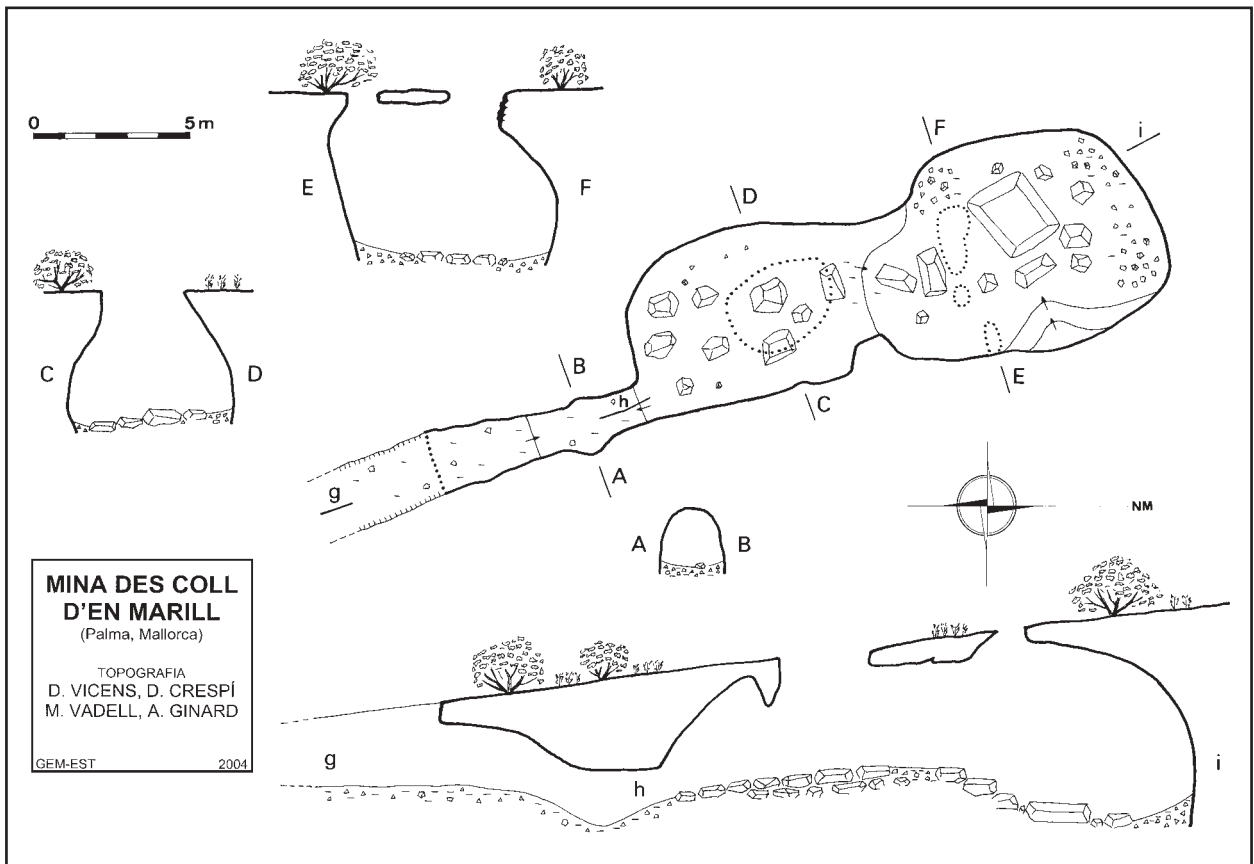 0 5 m
E F
C D
F i
D
B
h
E
C
A
g
NM
A B
MINA DES COLL
D'EN MARILL
(Palma, Mallorca)
TOPOGRAFIA
D. VICENS, D. CRESPÍ
M. VADELL, A. GINARD
GEM-EST 2004
g h i